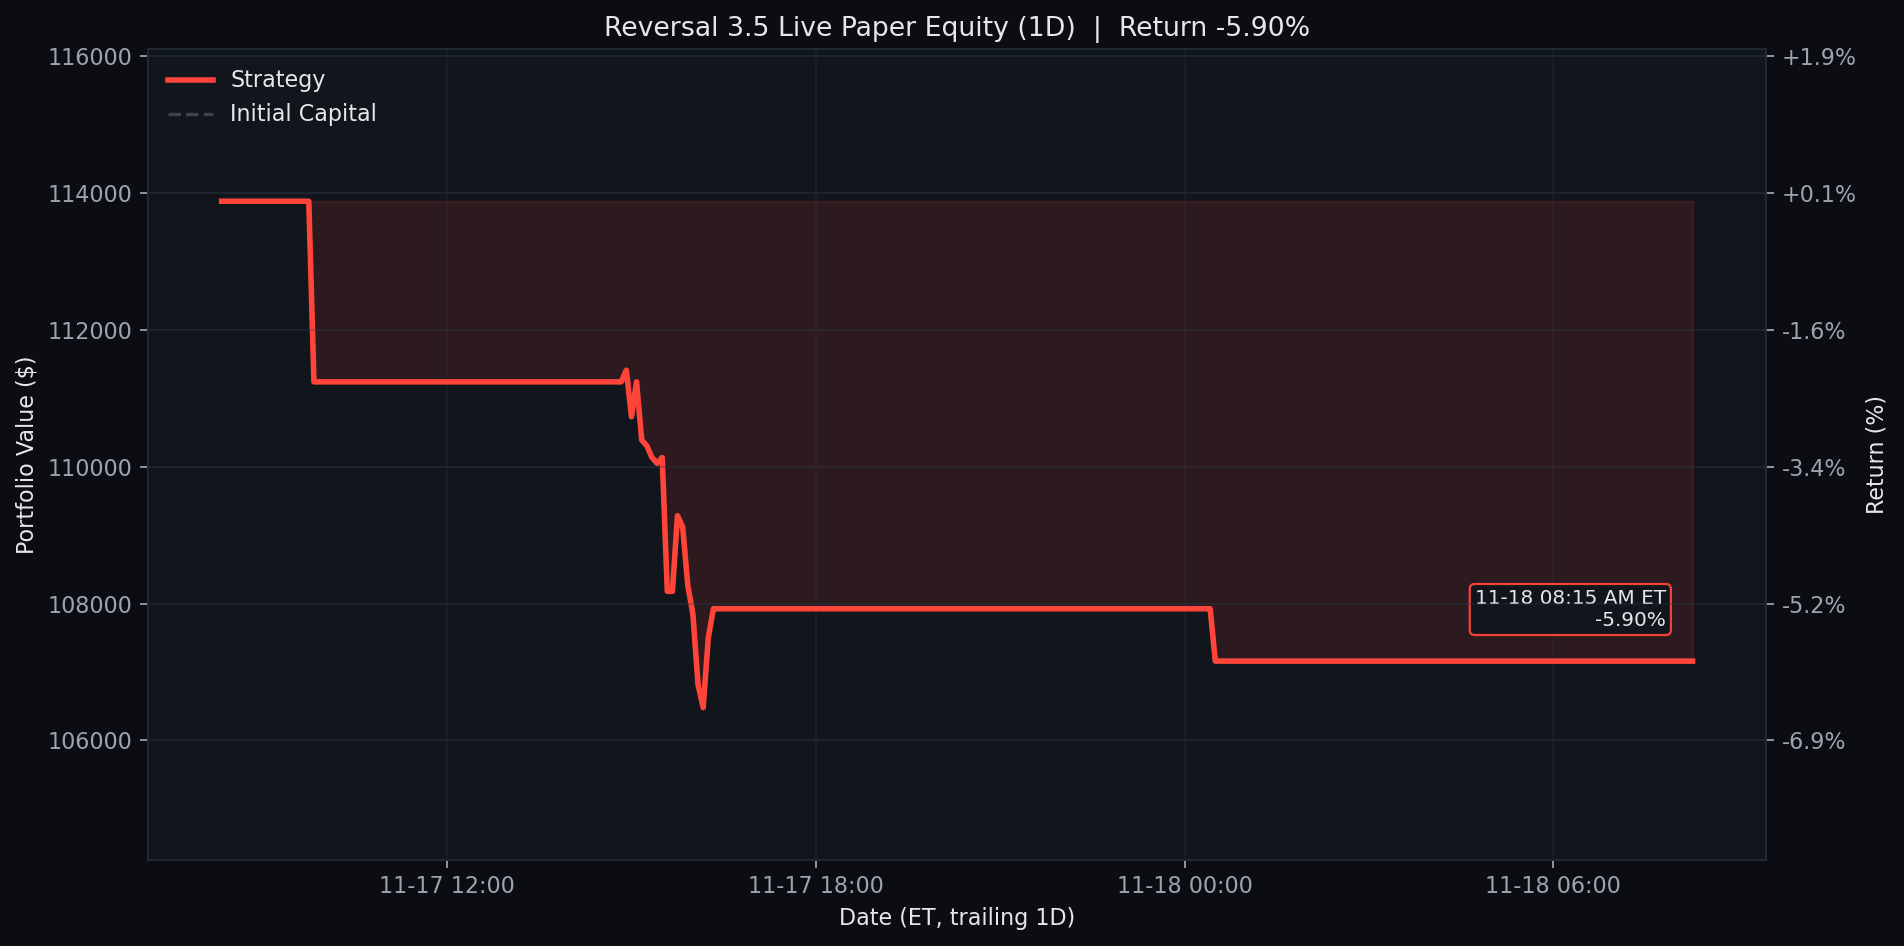 Reversal 3.5 Live Paper Equity (1D)  |  Return -5.90%
Strategy
Initial Capital
Portfolio Value ($)
116000
114000
112000
110000
108000
106000
+1.9%
+0.1%
-1.6%
-3.4%
-5.2%
-6.9%
Return (%)
11-18 08:15 AM ET
-5.90%
11-17 12:00
11-17 18:00
11-18 00:00
11-18 06:00
Date (ET, trailing 1D)